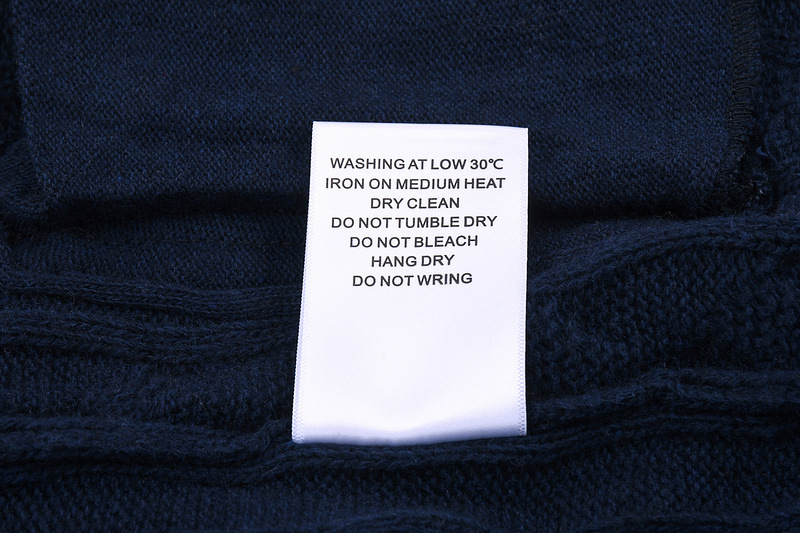 WASHING AT LOW 30℃
IRON ON MEDIUM HEAT
DRY CLEAN
DO NOT TUMBLE DRY
DO NOT BLEACH
HANG DRY
DO NOT WRING